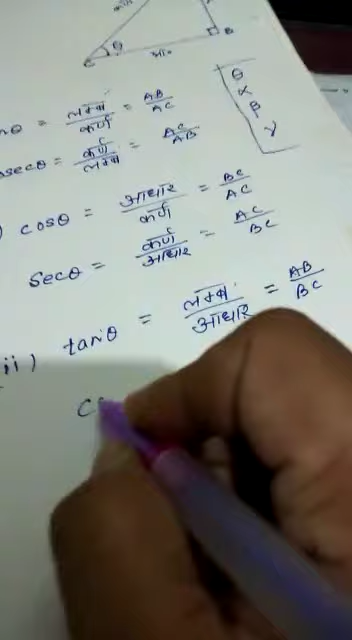 θ
B
C
θ = लम्ब/कर्ण = AB/AC
θ
α
β
γ
cosecθ = कर्ण/लम्ब = AC/AB
cosθ = आधार/कर्ण = BC/AC
secθ = कर्ण/आधार = AC/BC
ii) tanθ = लम्ब/आधार = AB/BC
c